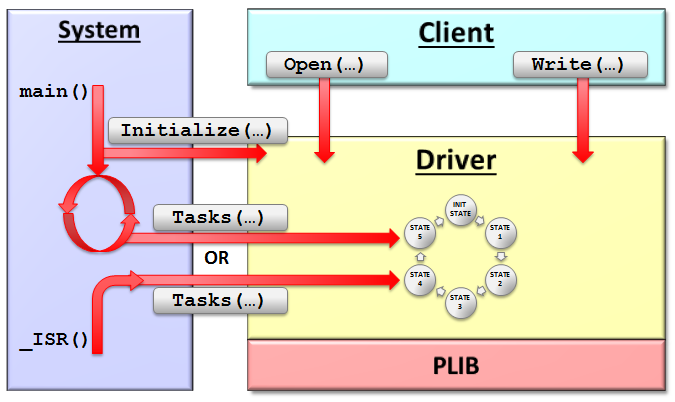 System
Client
Open(…)
Write(…)
main()
Initialize(…)
Driver
Tasks(…)
OR
Tasks(…)
_ISR()
INIT
STATE
STATE
1
STATE
2
STATE
3
STATE
4
STATE
5
PLIB